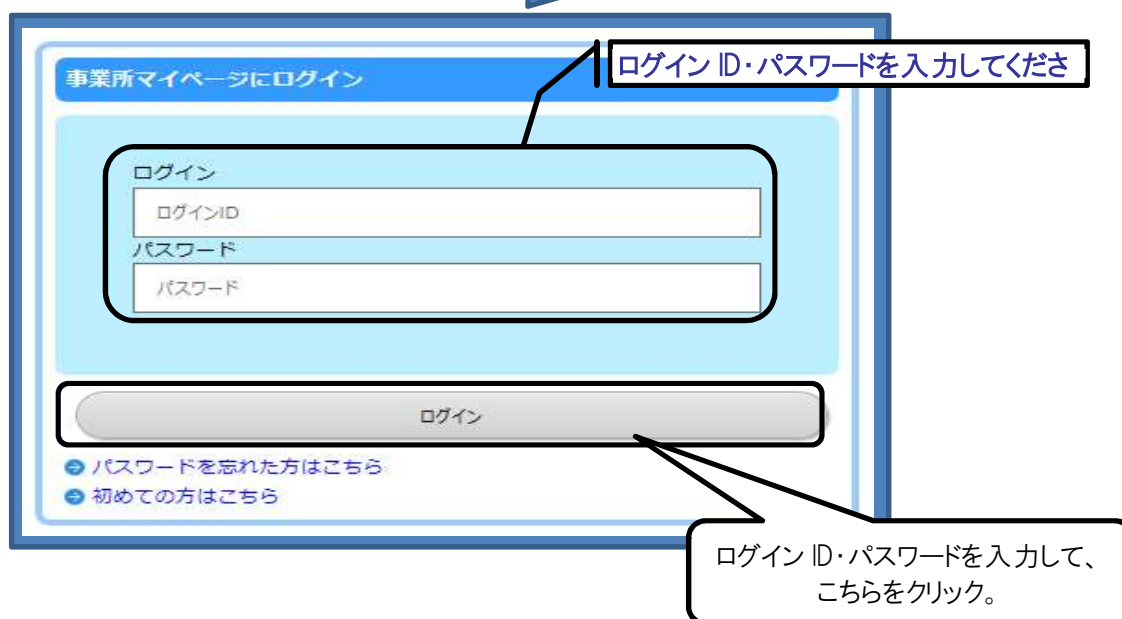 事業所マイページにログイン
ログインID・パスワードを入力してくださ
ログイン
ログインID
パスワード
パスワード
ログイン
パスワードを忘れた方はこちら
初めての方はこちら
ログインID・パスワードを入力して、
こちらをクリック。